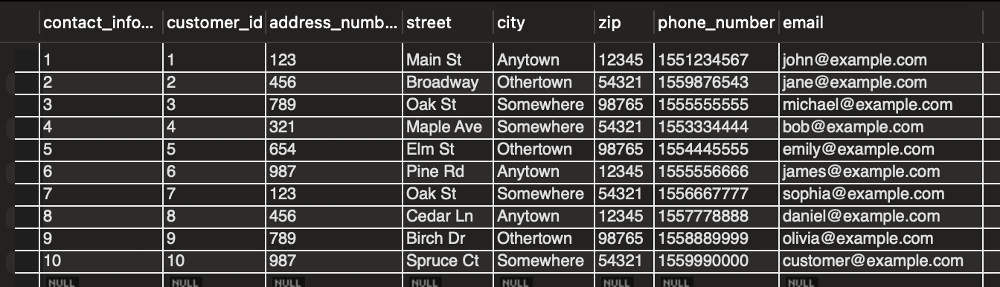 contact_info... customer_id address_numb... street city zip phone_number email
1 1 123 Main St Anytown 12345 1551234567 john@example.com
2 2 456 Broadway Othertown 54321 1559876543 jane@example.com
3 3 789 Oak St Somewhere 98765 1555555555 michael@example.com
4 4 321 Maple Ave Somewhere 54321 1553334444 bob@example.com
5 5 654 Elm St Othertown 98765 1554445555 emily@example.com
6 6 987 Pine Rd Anytown 12345 1555556666 james@example.com
7 7 123 Oak St Somewhere 54321 1556667777 sophia@example.com
8 8 456 Cedar Ln Anytown 12345 1557778888 daniel@example.com
9 9 789 Birch Dr Othertown 98765 1558889999 olivia@example.com
10 10 987 Spruce Ct Somewhere 54321 1559990000 customer@example.com
NULL NULL NULL NULL NULL NULL NULL NULL